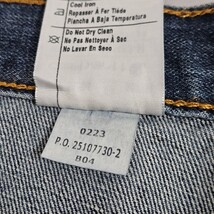 Cool Iron
Repasser À Fer Tiède
Plancha A Baja Temperatura
Do Not Dry Clean
Ne Pas Nettoyer À Sec
No Lavar En Seco
0223
P.O. 25107730-2
804